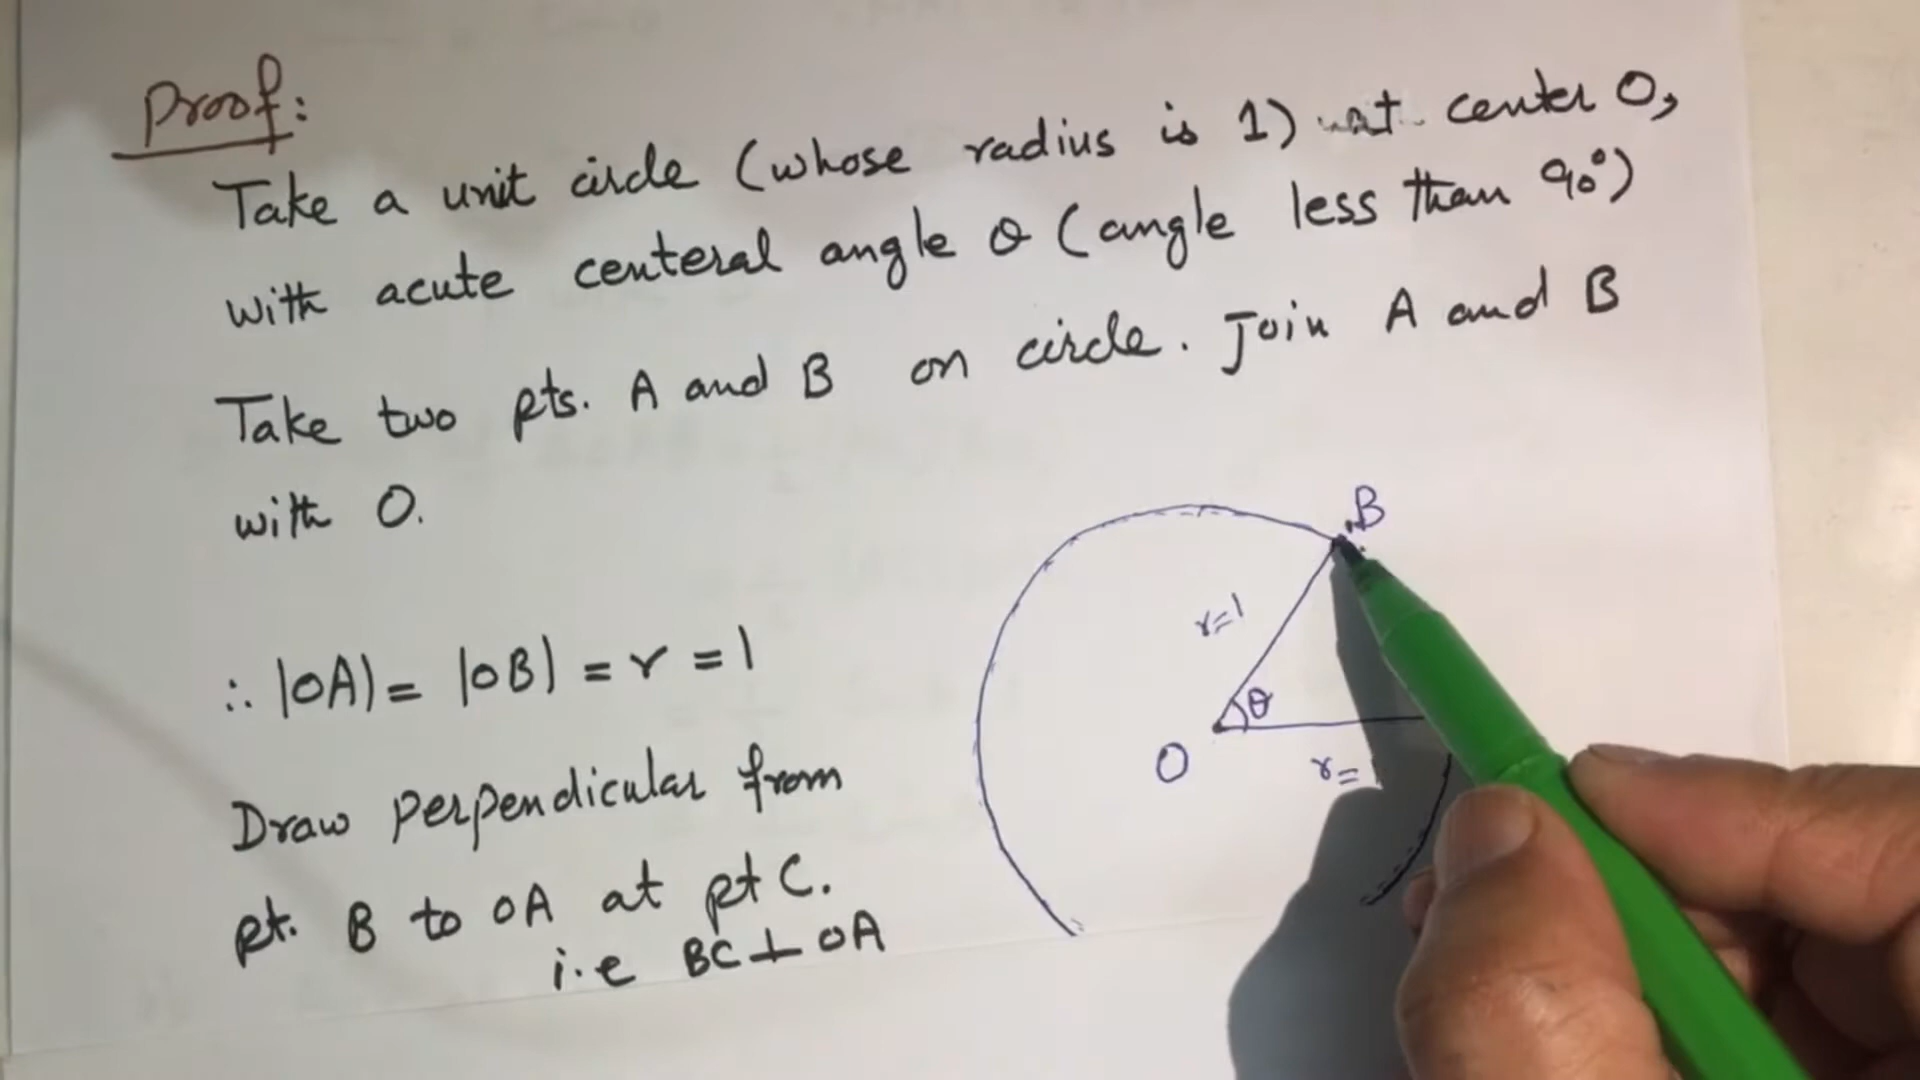 Proof:
Take a unit circle (whose radius is 1) at center O,
with acute centeral angle θ (angle less than 90°)
Take two pts. A and B on circle. Join A and B
with O.
∴ |OA| = |OB| = r = 1
Draw perpendicular from
pt. B to OA at pt C.
i.e BC⊥OA
B
r=1
θ
O
r=